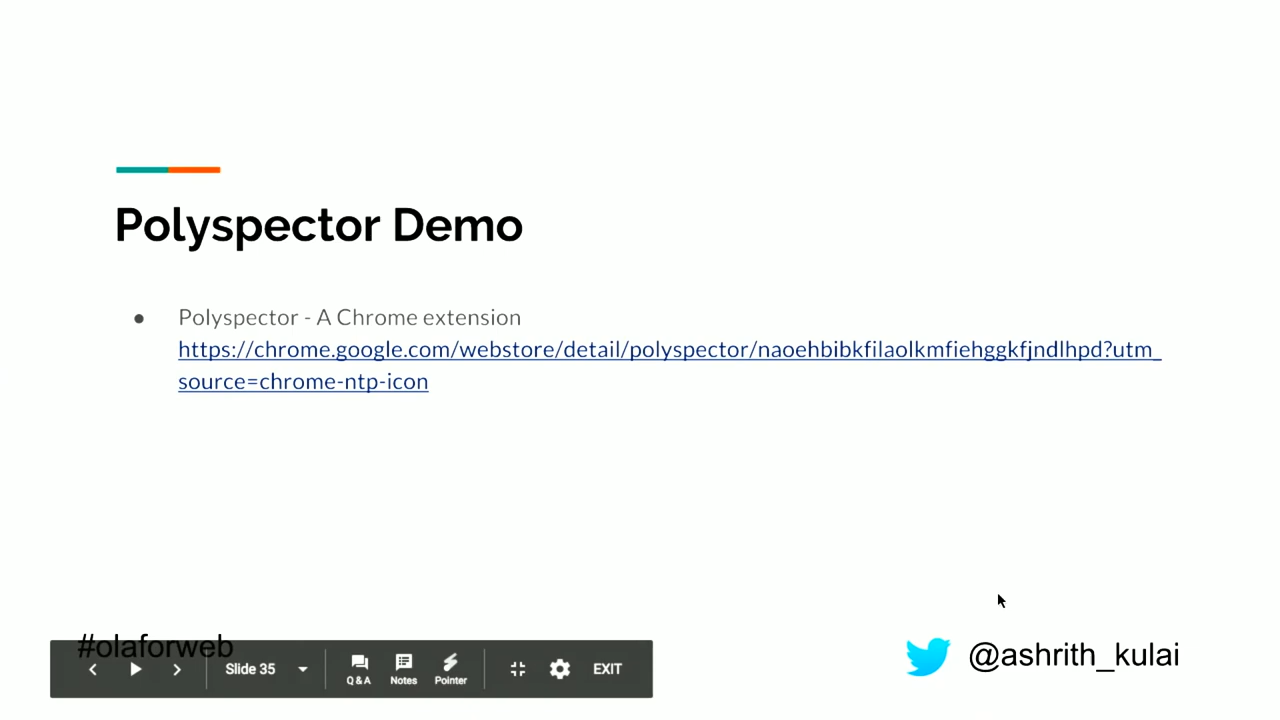 Polyspector Demo
● Polyspector - A Chrome extension
https://chrome.google.com/webstore/detail/polyspector/naoehbibkfilaolkmfiehggkfjndlhpd?utm_
source=chrome-ntp-icon
#olaforweb
Slide 35
Q & A
Notes
Pointer
EXIT
@ashrith_kulai